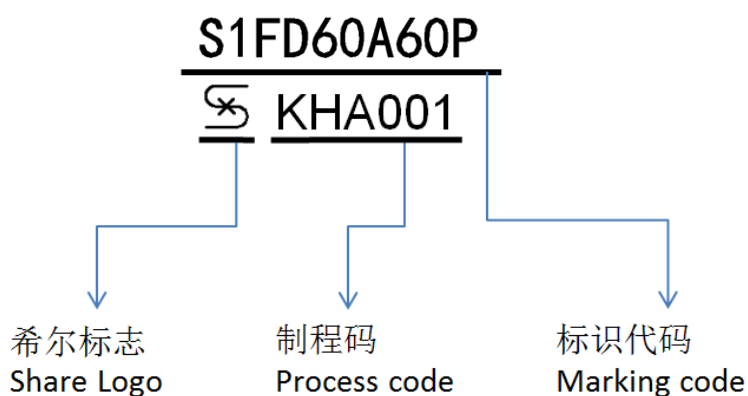 S1FD60A60P
KHA001
希尔标志
Share Logo
制程码
Process code
标识代码
Marking code